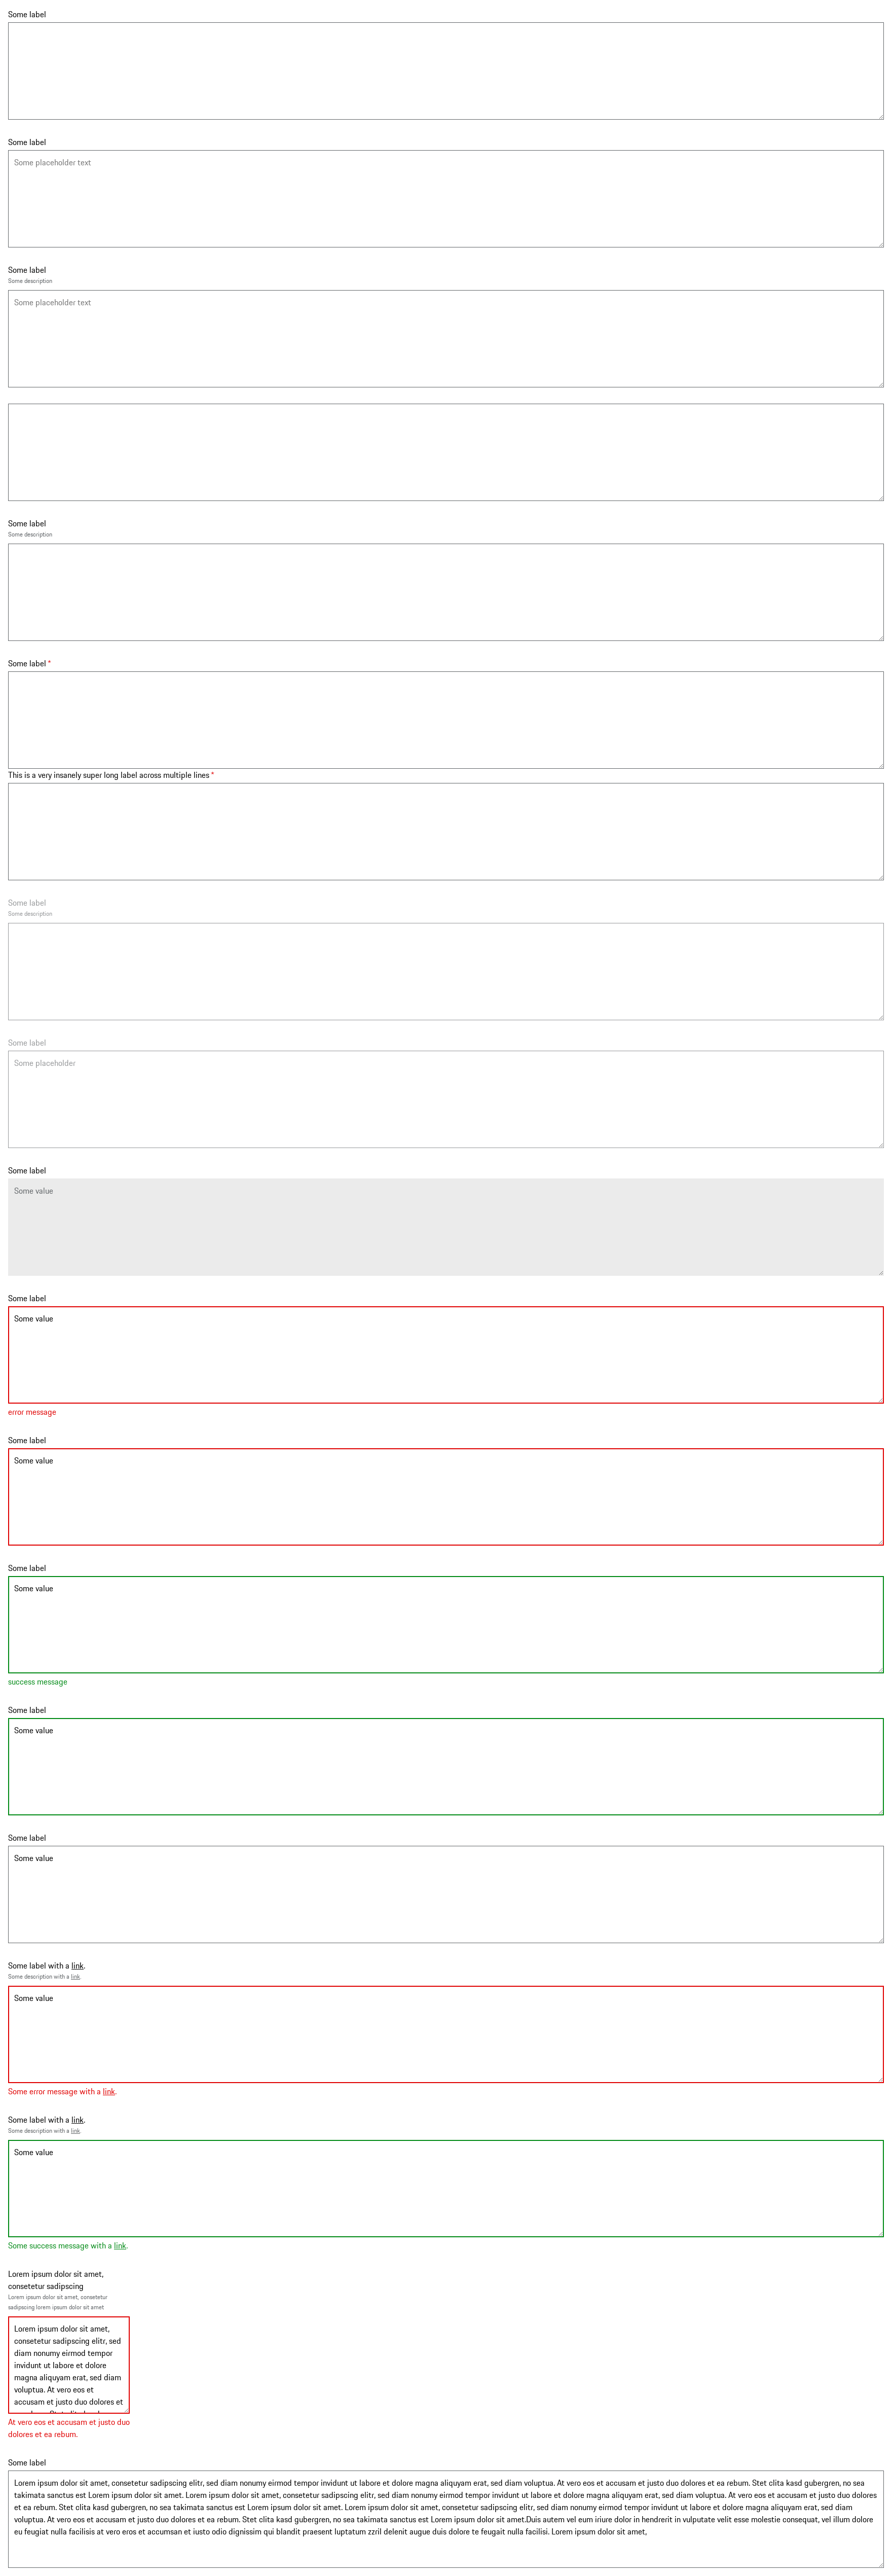 Some label
Some label
Some placeholder text
Some label
Some description
Some placeholder text
Some label
Some description
Some label *
This is a very insanely super long label across multiple lines *
Some label
Some description
Some label
Some placeholder
Some label
Some value
Some label
Some value
error message
Some label
Some value
Some label
Some value
success message
Some label
Some value
Some label
Some value
Some label with a link.
Some description with a link.
Some value
Some error message with a link.
Some label with a link.
Some description with a link.
Some value
Some success message with a link.
Lorem ipsum dolor sit amet,
consetetur sadipscing
Lorem ipsum dolor sit amet, consetetur
sadipscing lorem ipsum dolor sit amet
Lorem ipsum dolor sit amet,
consetetur sadipscing elitr, sed
diam nonumy eirmod tempor
invidunt ut labore et dolore
magna aliquyam erat, sed diam
voluptua. At vero eos et
accusam et justo duo dolores et
At vero eos et accusam et justo duo
dolores et ea rebum.
Some label
Lorem ipsum dolor sit amet, consetetur sadipscing elitr, sed diam nonumy eirmod tempor invidunt ut labore et dolore magna aliquyam erat, sed diam voluptua. At vero eos et accusam et justo duo dolores et ea rebum. Stet clita kasd gubergren, no sea
takimata sanctus est Lorem ipsum dolor sit amet. Lorem ipsum dolor sit amet, consetetur sadipscing elitr, sed diam nonumy eirmod tempor invidunt ut labore et dolore magna aliquyam erat, sed diam voluptua. At vero eos et accusam et justo duo dolores
et ea rebum. Stet clita kasd gubergren, no sea takimata sanctus est Lorem ipsum dolor sit amet. Lorem ipsum dolor sit amet, consetetur sadipscing elitr, sed diam nonumy eirmod tempor invidunt ut labore et dolore magna aliquyam erat, sed diam
voluptua. At vero eos et accusam et justo duo dolores et ea rebum. Stet clita kasd gubergren, no sea takimata sanctus est Lorem ipsum dolor sit amet.Duis autem vel eum iriure dolor in hendrerit in vulputate velit esse molestie consequat, vel illum dolore
eu feugiat nulla facilisis at vero eros et accumsan et iusto odio dignissim qui blandit praesent luptatum zzril delenit augue duis dolore te feugait nulla facilisi. Lorem ipsum dolor sit amet,